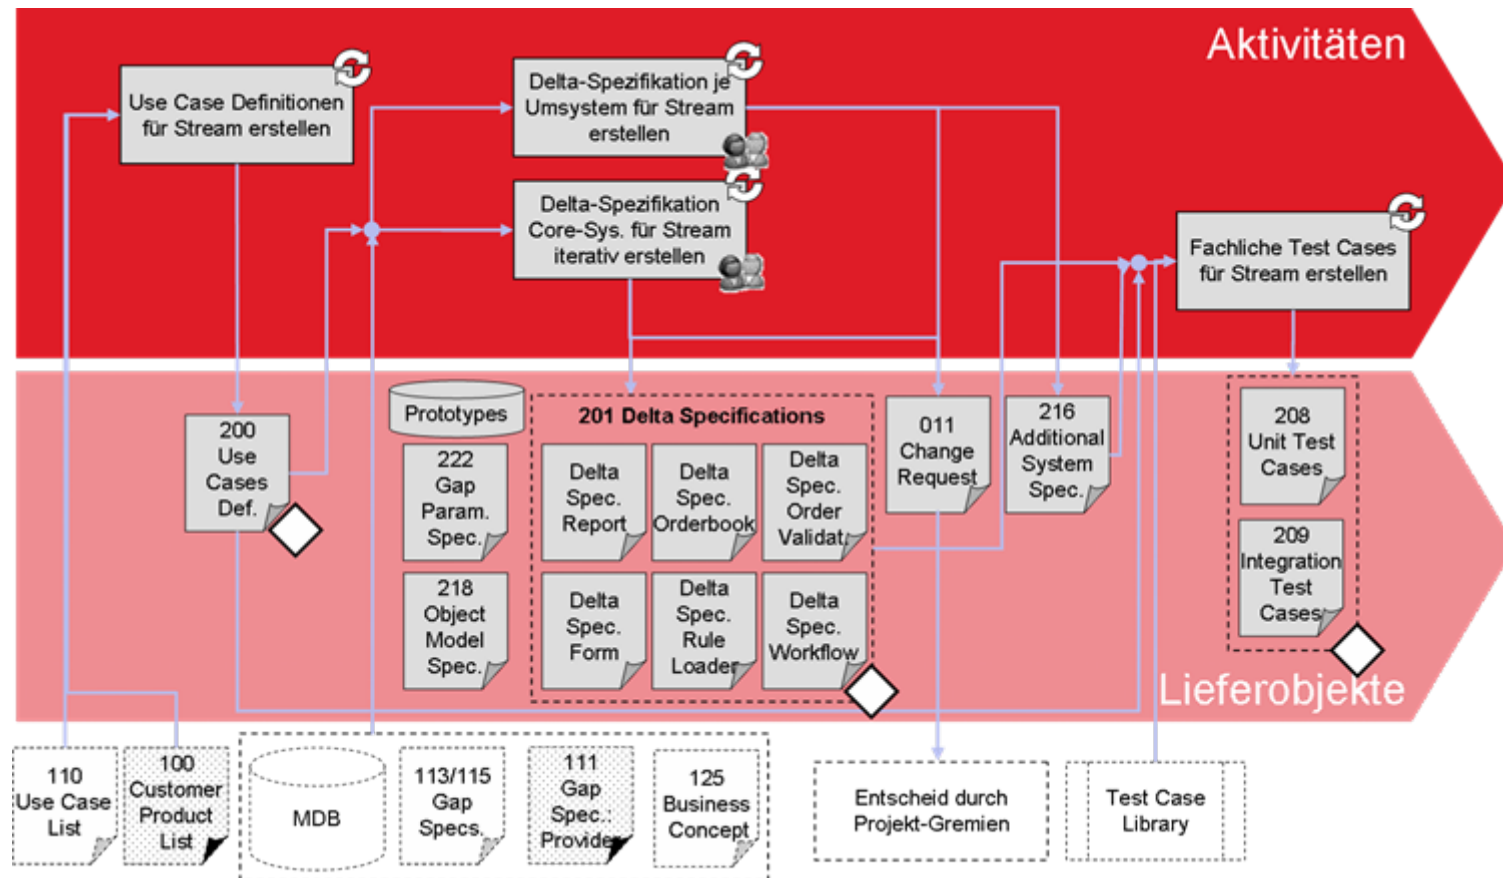 Aktivitäten
Use Case Definitionen
für Stream erstellen
Delta-Spezifikation je
Umsystem für Stream
erstellen
Delta-Spezifikation
Core-Sys. für Stream
iterativ erstellen
Fachliche Test Cases
für Stream erstellen
200
Use
Cases
Def.
Prototypes
222
Gap
Param.
Spec.
218
Object
Model
Spec.
201 Delta Specifications
Delta
Spec.
Report
Delta
Spec.
Orderbook
Delta
Spec.
Order
Validat.
Delta
Spec.
Form
Delta
Spec.
Rule
Loader
Delta
Spec.
Workflow
011
Change
Request
216
Additional
System
Spec.
208
Unit Test
Cases
209
Integration
Test
Cases
Lieferobjekte
110
Use Case
List
100
Customer
Product
List
MDB
113/115
Gap
Specs.
111
Gap
Spec.:
Provider
125
Business
Concept
Entscheid durch
Projekt-Gremien
Test Case
Library